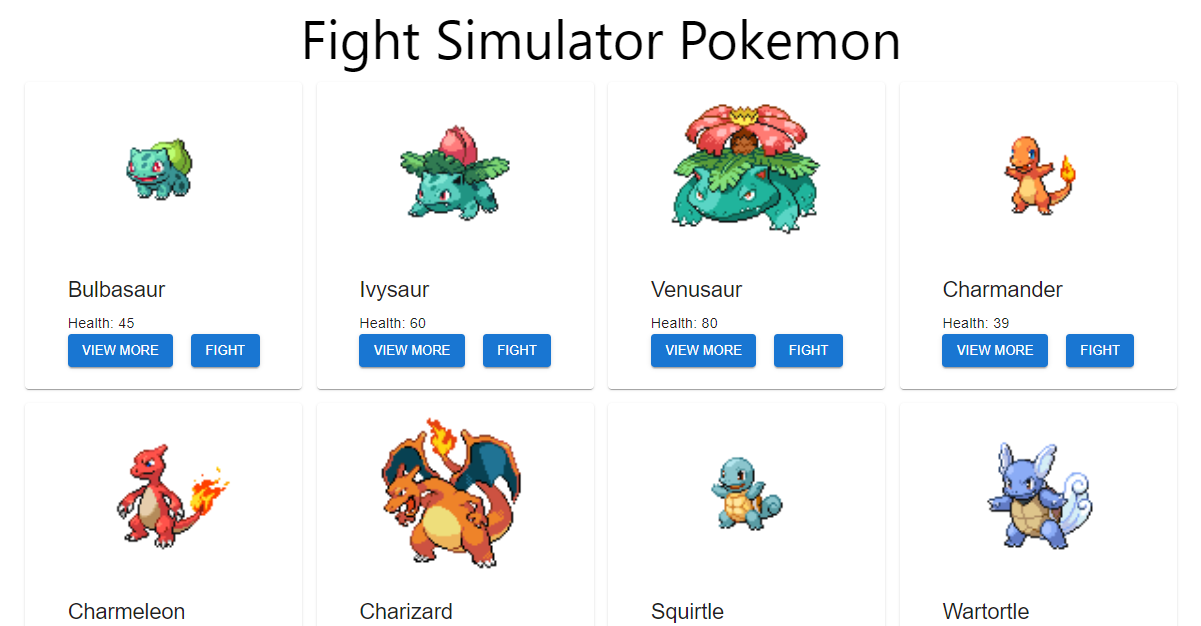 Fight Simulator Pokemon
Bulbasaur
Health: 45
VIEW MORE FIGHT
Ivysaur
Health: 60
VIEW MORE FIGHT
Venusaur
Health: 80
VIEW MORE FIGHT
Charmander
Health: 39
VIEW MORE FIGHT
Charmeleon
Charizard
Squirtle
Wartortle